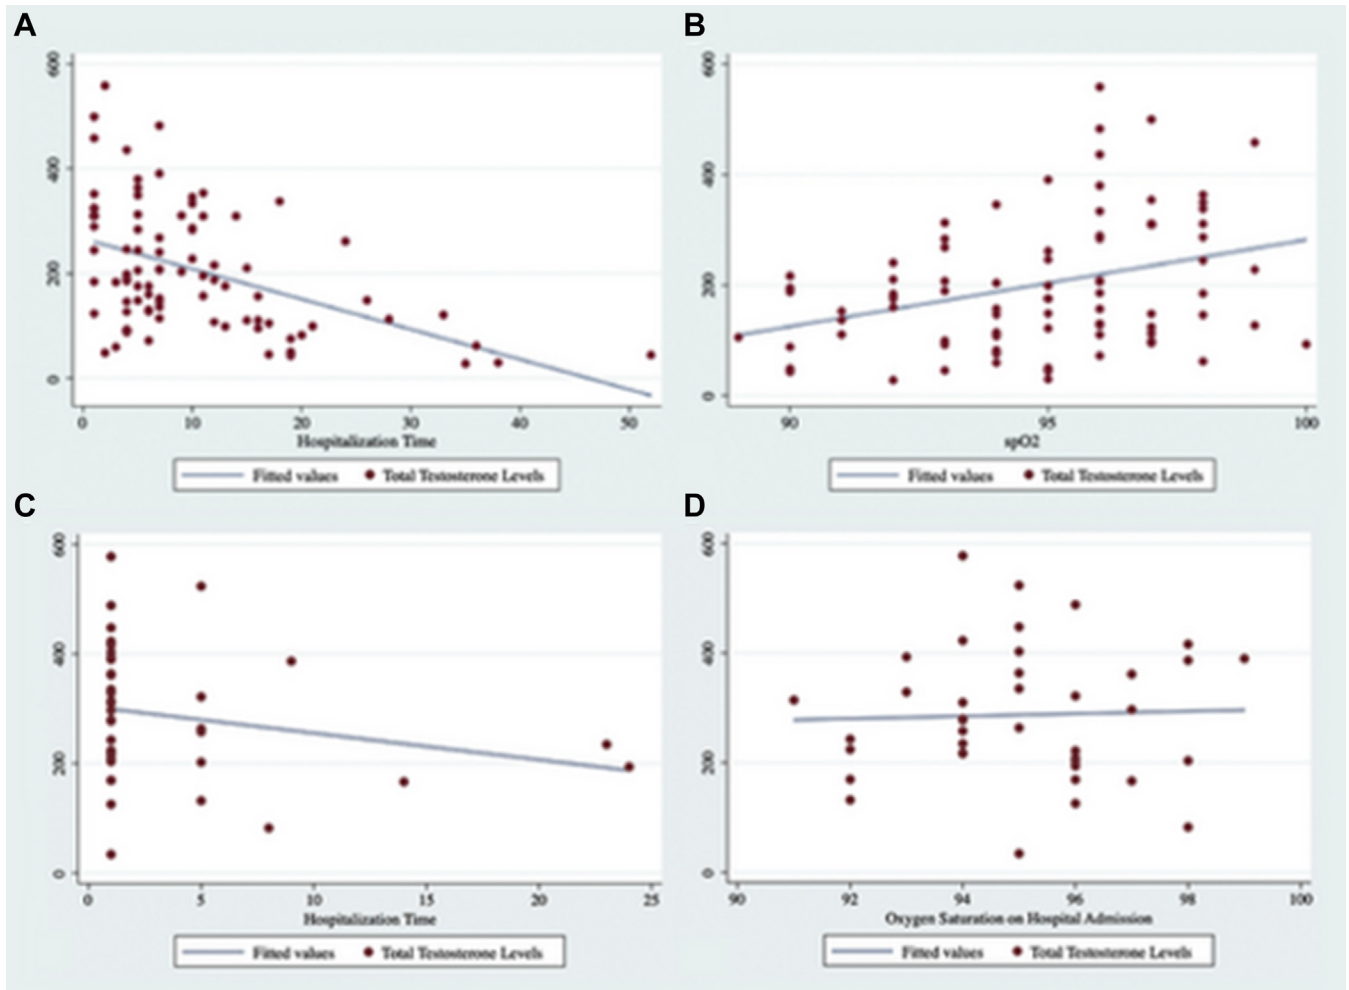 A
600
400
200
0
0 10 20 30 40 50
Hospitalization Time
Fitted values Total Testosterone Levels
B
600
400
200
0
90 95 100
spO2
Fitted values Total Testosterone Levels
C
600
400
200
0
0 5 10 15 20 25
Hospitalization Time
Fitted values Total Testosterone Levels
D
600
400
200
0
90 92 94 96 98 100
Oxygen Saturation on Hospital Admission
Fitted values Total Testosterone Levels